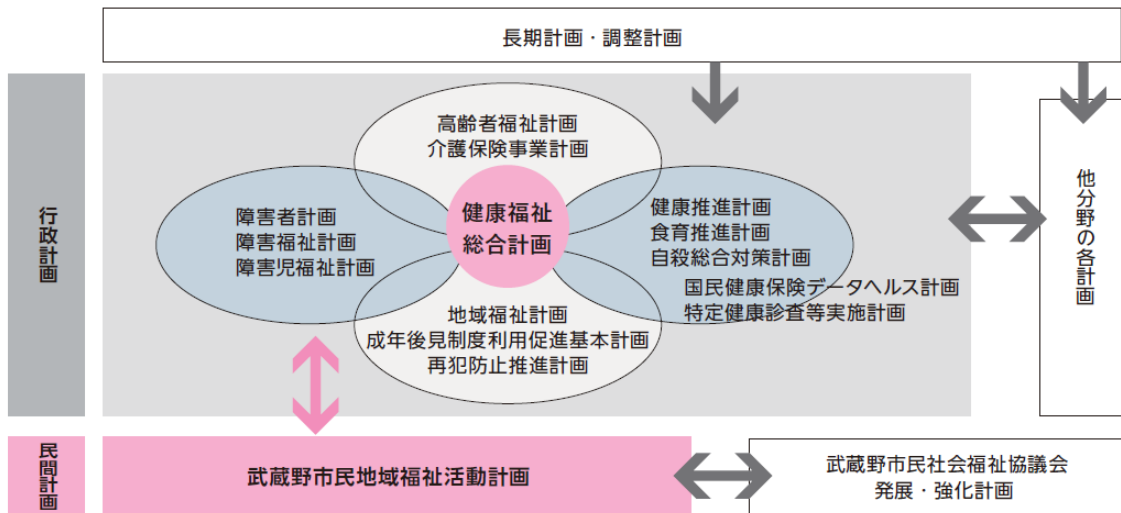 長期計画・調整計画
行政計画
高齢者福祉計画
介護保険事業計画
障害者計画
障害福祉計画
障害児福祉計画
健康福祉
総合計画
健康推進計画
食育推進計画
自殺総合対策計画
国民健康保険データヘルス計画
特定健康診査等実施計画
地域福祉計画
成年後見制度利用促進基本計画
再犯防止推進計画
他分野の各計画
民間計画
武蔵野市民地域福祉活動計画
武蔵野市民社会福祉協議会
発展・強化計画